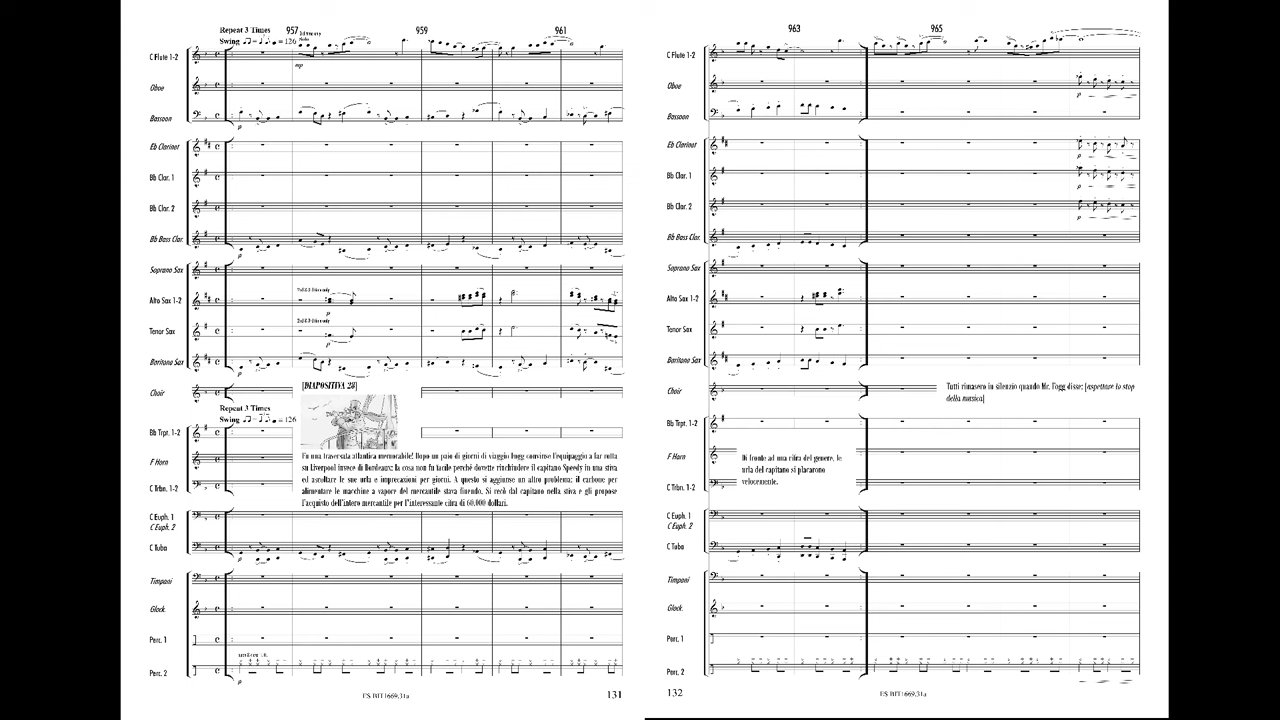 Repeat 3 Times
Swing = 126
957
959
961
C Flute 1-2
mp
Oboe
Bassoon
p
Eb Clarinet
Bb Clar. 1
Bb Clar. 2
Bb Bass Clar.
p
Soprano Sax
Alto Sax 1-2
p
Tenor Sax
p
Baritono Sax
p
Choir
[DIAPOSITIVA 28]
Repeat 3 Times
Swing = 126
Bb Trpt. 1-2
F Horn
C Trbn. 1-2
Fu una traversata atlantica memorabile! Dopo un paio di giorni di viaggio Fogg convinse l'equipaggio a far rotta
su Liverpool invece di Bordeaux; la cosa non fu facile perché dovette rinchiudere il capitano Speedy in una stiva
ed ascoltare le sue urla e imprecazioni per giorni. A questo si aggiunse un altro problema; il carbone per
alimentare le macchine a vapore del mercantile stava finendo. Si recò dal capitano nella stiva e gli propose
l'acquisto dell'intero mercantile per l'interessante cifra di 60.000 dollari.
C Euph. 1
C Euph. 2
C Tuba
p
Timpani
Glock.
Perc. 1
Perc. 2
p
ES BIT1669.31a
131
963
965
C Flute 1-2
Oboe
p
Bassoon
Eb Clarinet
p
Bb Clar. 1
p
Bb Clar. 2
p
Bb Bass Clar.
Soprano Sax
Alto Sax 1-2
Tenor Sax
Baritono Sax
Choir
Tutti rimasero in silenzio quando Mr. Fogg disse: [aspettare lo stop
della musica]
Bb Trpt. 1-2
F Horn
C Trbn. 1-2
Di fronte ad una cifra del genere, le
urla del capitano si placarono
velocemente.
C Euph. 1
C Euph. 2
C Tuba
Timpani
Glock.
Perc. 1
Perc. 2
132
ES BIT1669.31a